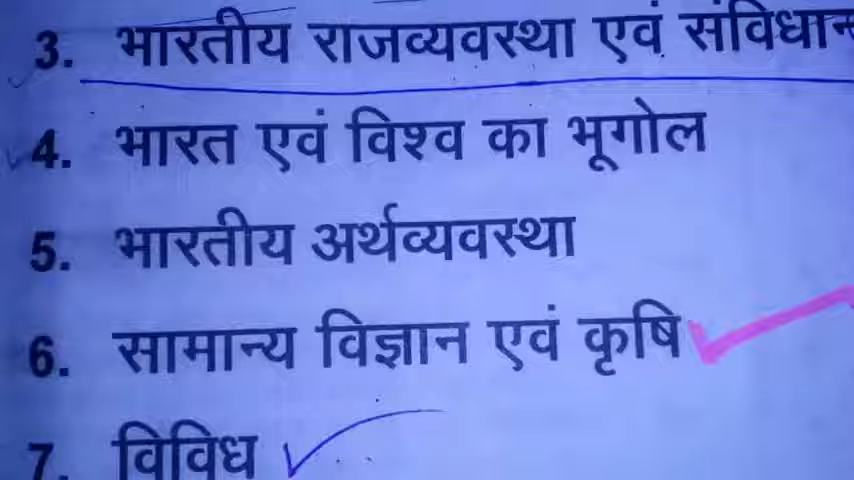 3. भारतीय राजव्यवस्था एवं संविधान
4. भारत एवं विश्व का भूगोल
5. भारतीय अर्थव्यवस्था
6. सामान्य विज्ञान एवं कृषि
7. विविध